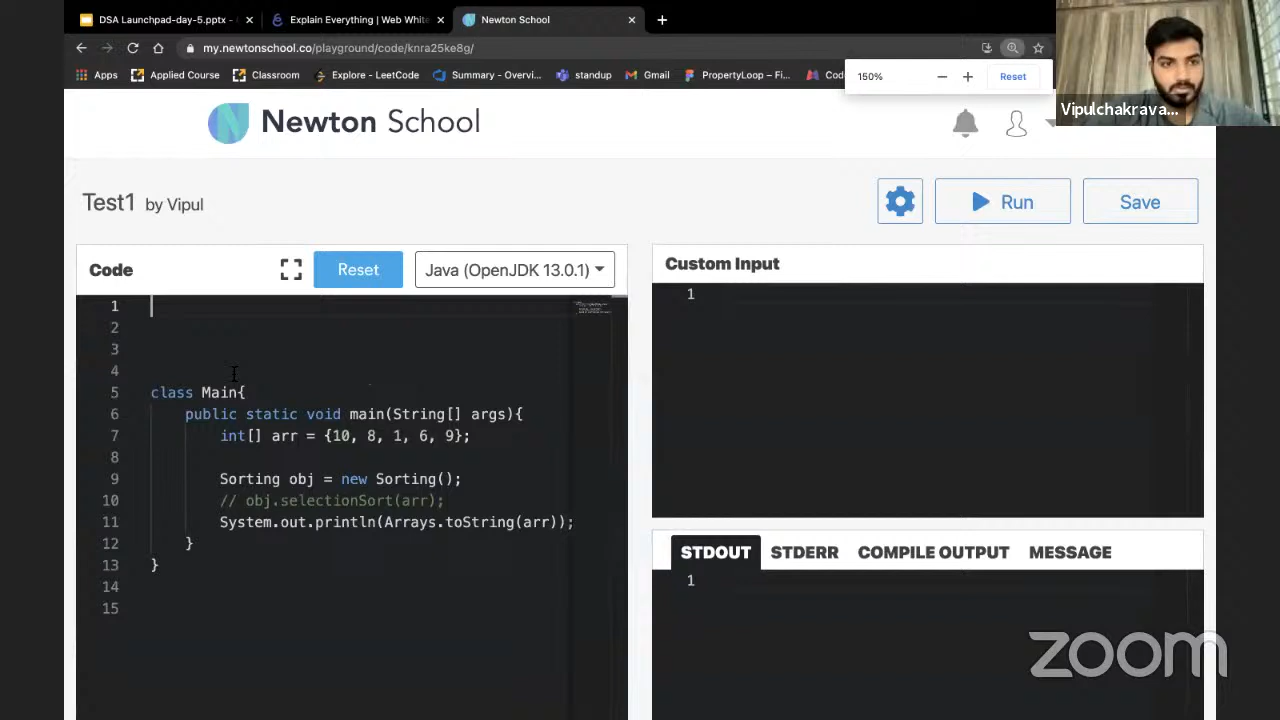 DSA Launchpad-day-5.pptx -
Explain Everything | Web White
Newton School
my.newtonschool.co/playground/code/knra25ke8g/
Apps
Applied Course
Classroom
Explore - LeetCode
Summary - Overvi...
standup
Gmail
PropertyLoop – Fi...
Cod
150%
Reset
Vipulchakrava...
Newton School
Test1 by Vipul
Run
Save
Code
Reset
Java (OpenJDK 13.0.1)
1
2
3
4
5 class Main{
6 public static void main(String[] args){
7 int[] arr = {10, 8, 1, 6, 9};
8
9 Sorting obj = new Sorting();
10 // obj.selectionSort(arr);
11 System.out.println(Arrays.toString(arr));
12 }
13 }
14
15
Custom Input
1
STDOUT STDERR COMPILE OUTPUT MESSAGE
1
zoom